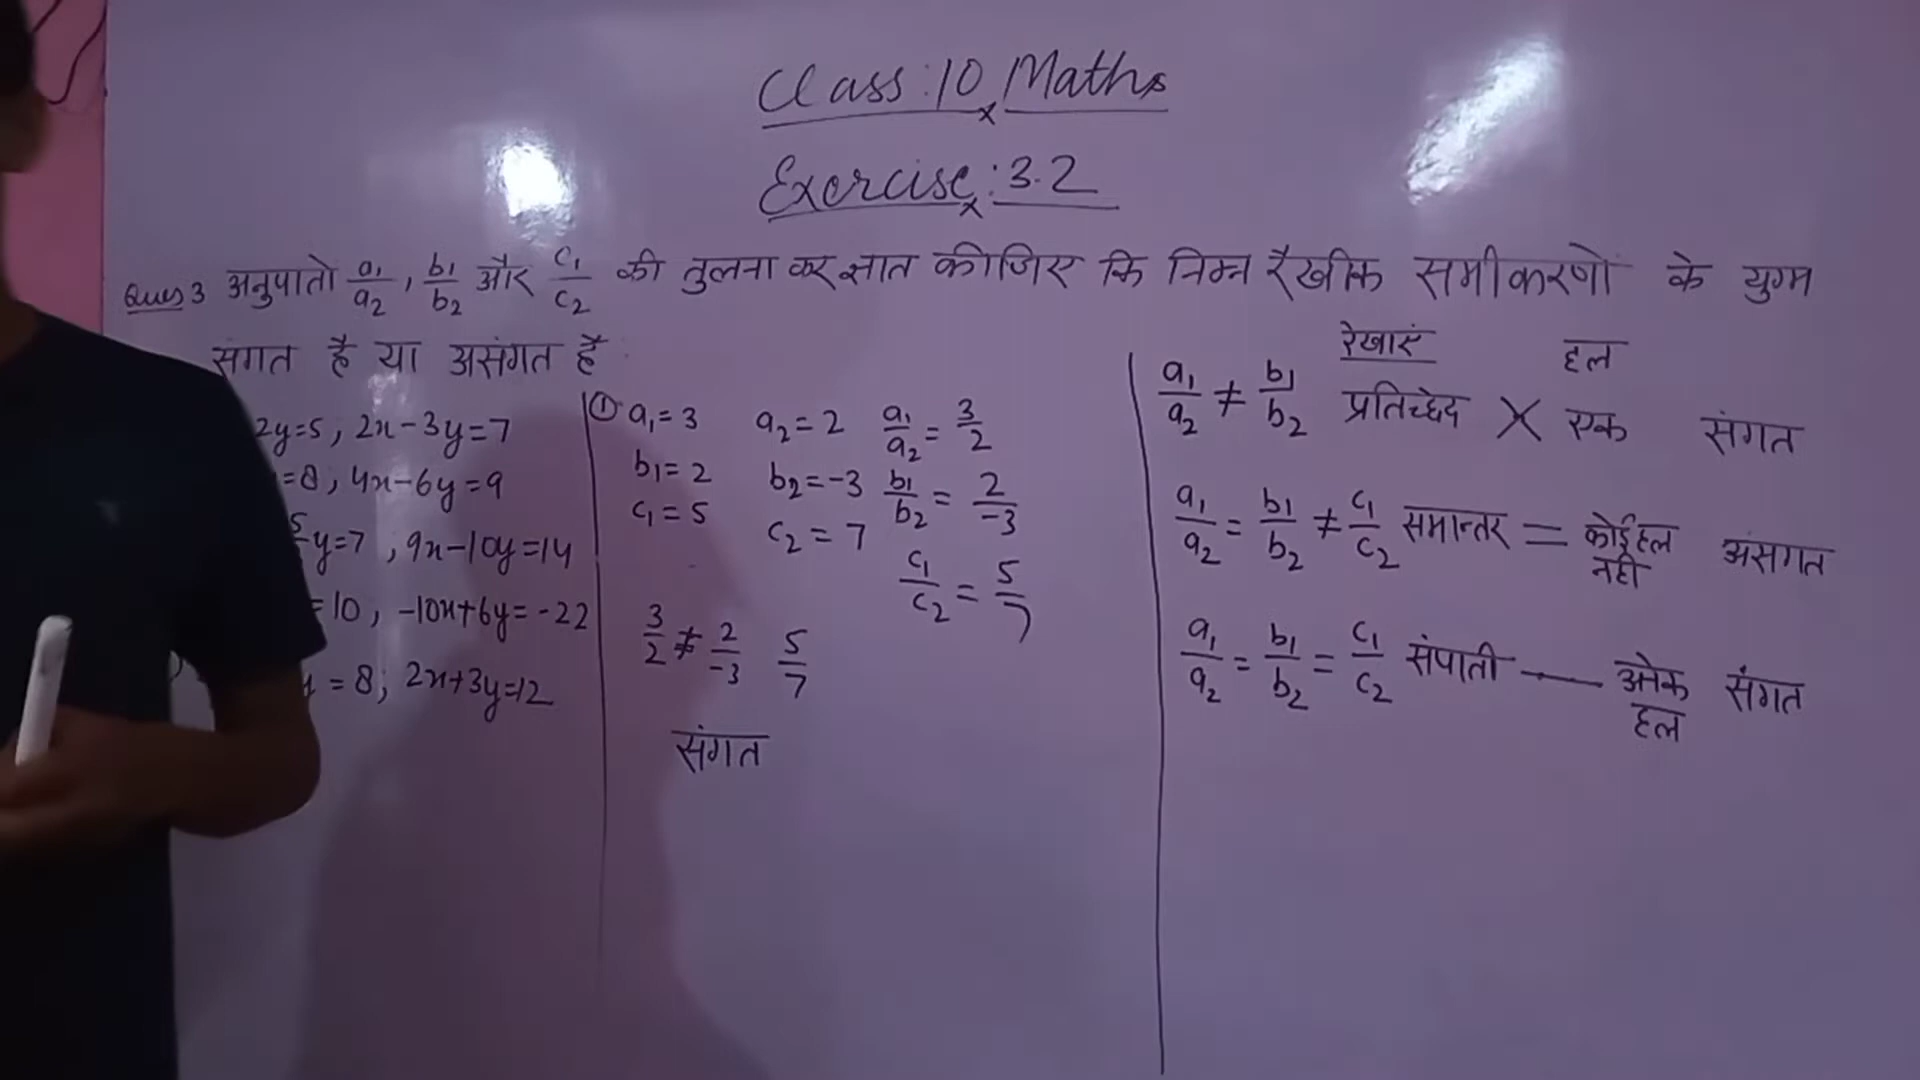 Class:10 Maths
Exercise:3.2
Ques 3 अनुपातो a₁/a₂ , b₁/b₂ और c₁/c₂ की तुलना कर ज्ञात कीजिए कि निम्न रैखीक समीकरणो के युग्म
संगत है या असंगत है
2y=5, 2x-3y=7
=8, 4x-6y=9
5/ y=7, 9x-10y=14
=10, -10x+6y=-22
=8; 2x+3y=12
① a₁=3 a₂=2 a₁/a₂ = 3/2
b₁=2 b₂=-3 b₁/b₂ = 2/-3
c₁=5 c₂=7
c₁/c₂ = 5/7
3/2 ≠ 2/-3 5/7
संगत
रेखाएं हल
a₁/a₂ ≠ b₁/b₂ प्रतिच्छेद X एक संगत
a₁/a₂ = b₁/b₂ ≠ c₁/c₂ समान्तर = कोई हल नही असंगत
a₁/a₂ = b₁/b₂ = c₁/c₂ संपाती — अनेक हल संगत